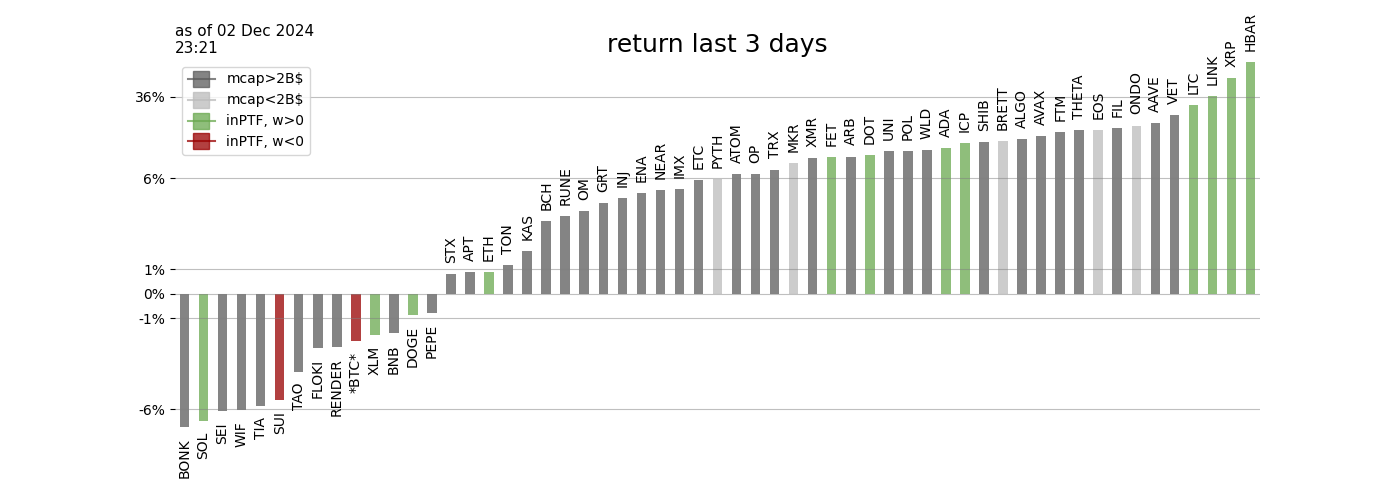 as of 02 Dec 2024
23:21
return last 3 days
mcap>2B$
mcap<2B$
inPTF, w>0
inPTF, w<0
36%
6%
1%
0%
-1%
-6%
BONK
SOL
SEI
WIF
TIA
SUI
TAO
FLOKI
RENDER
*BTC*
XLM
BNB
DOGE
PEPE
STX
APT
ETH
TON
KAS
BCH
RUNE
OM
GRT
INJ
ENA
NEAR
IMX
ETC
PYTH
ATOM
OP
TRX
MKR
XMR
FET
ARB
DOT
UNI
POL
WLD
ADA
ICP
SHIB
BRETT
ALGO
AVAX
FTM
THETA
EOS
FIL
ONDO
AAVE
VET
LTC
LINK
XRP
HBAR